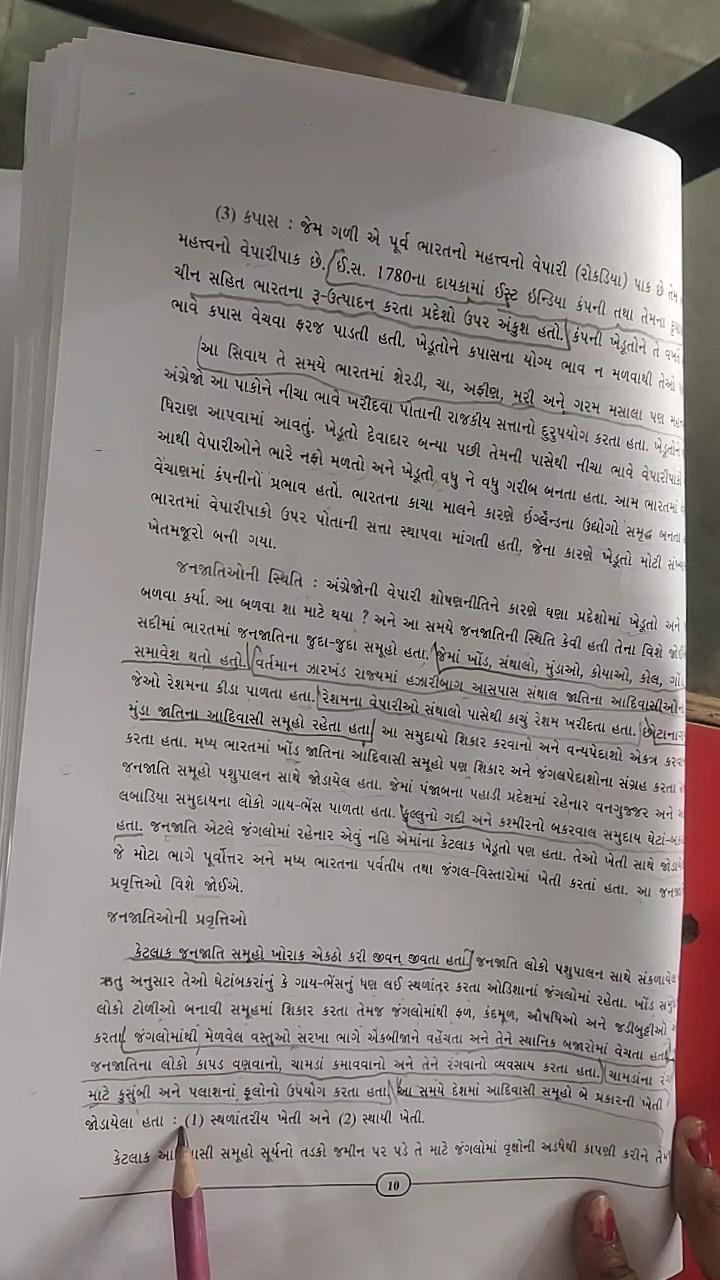 (3) કપાસ : જેમ ગળી એ પૂર્વ ભારતનો મહત્ત્વનો વેપારી (રોકડિયા) પાક છે તેમ
મહત્ત્વનો વેપારીપાક છે. ઈ.સ. 1780ના દાયકામાં ઈસ્ટ ઇન્ડિયા કંપની તથા તેમના
ચીન સહિત ભારતના રૂ-ઉત્પાદન કરતા પ્રદેશો ઉપર અંકુશ હતો. કંપની ખેડૂતોને તે વખતે
ભાવે કપાસ વેચવા ફરજ પાડતી હતી, ખેડૂતોને કપાસના યોગ્ય ભાવ ન મળવાથી તેઓ
આ સિવાય તે સમયે ભારતમાં શેરડી, ચા, અફીણ, મરી અને ગરમ મસાલા પણ
અંગ્રેજો આ પાકોને નીચા ભાવે ખરીદવા પોતાની રાજકીય સત્તાનો દુરુપયોગ કરતા હતા. ખેડૂતોને
ધિરાણ આપવામાં આવતું. ખેડૂતો દેવાદાર બન્યા પછી તેમની પાસેથી નીચા ભાવે વેપારીપાકો
આથી વેપારીઓને ભારે નફો મળતો અને ખેડૂતો વધુ ને વધુ ગરીબ બનતા હતા. આમ ભારતમાં
વેચાણમાં કંપનીનો પ્રભાવ હતો. ભારતના કાચા માલને કારણે ઇંગ્લૅન્ડના ઉદ્યોગો સમૃદ્ધ બનતા
ભારતમાં વેપારીપાકો ઉપર પોતાની સત્તા સ્થાપવા માંગતી હતી, જેના કારણે ખેડૂતો મોટી
ખેતમજૂરો બની ગયા.
જનજાતિઓની સ્થિતિ : અંગ્રેજોની વેપારી શોષણનીતિને કારણે ઘણા પ્રદેશોમાં ખેડૂતો અને
બળવા કર્યા. આ બળવા શા માટે થયા ? અને આ સમયે જનજાતિની સ્થિતિ કેવી હતી તેના વિશે
સદીમાં ભારતમાં જનજાતિના જુદા-જુદા સમૂહો હતા. જેમાં ખોંડ, સંથાલો, મુંડાઓ, કોયાઓ, કોલ,
સમાવેશ થતો હતો. વર્તમાન ઝારખંડ રાજ્યમાં હઝારીબાગ આસપાસ સંથાલ જાતિના આદિવાસીઓ
જેઓ રેશમના કીડા પાળતા હતા. રેશમના વેપારીઓ સંથાલો પાસેથી કાચું રેશમ ખરીદતા હતા.
મુંડા જાતિના આદિવાસી સમૂહો રહેતા હતા. આ સમુદાયો શિકાર કરવાનો અને વન્યપેદાશો એકત્ર
કરતા હતા. મધ્ય ભારતમાં ખોંડ જાતિના આદિવાસી સમૂહો પણ શિકાર અને જંગલપેદાશોના સંગ્રહ કરતા
જનજાતિ સમૂહો પશુપાલન સાથે જોડાયેલ હતા. જેમાં પંજાબના પહાડી પ્રદેશમાં રહેનાર વનગુજ્જર અને
લબાડિયા સમુદાયના લોકો ગાય-ભેંસ પાળતા હતા. કુલ્લુનો ગદ્દી અને કશ્મીરનો બકરવાલ સમુદાય ઘેટાં-
હતા. જનજાતિ એટલે જંગલોમાં રહેનાર એવું નહિ એમાંના કેટલાક ખેડૂતો પણ હતા. તેઓ ખેતી સાથે
જે મોટા ભાગે પૂર્વોત્તર અને મધ્ય ભારતના પર્વતીય તથા જંગલ-વિસ્તારોમાં ખેતી કરતાં હતા. આ
પ્રવૃત્તિઓ વિશે જોઈએ.
જનજાતિઓની પ્રવૃત્તિઓ
કેટલાક જનજાતિ સમૂહો ખોરાક એકઠો કરી જીવન જીવતા હતા. જનજાતિ લોકો પશુપાલન સાથે
ઋતુ અનુસાર તેઓ ઘેટાંબકરાંનું કે ગાય-ભેંસનું ધણ લઈ સ્થળાંતર કરતા ઓડિશાનાં જંગલોમાં રહેતા. ખોંડ
લોકો ટોળીઓ બનાવી સમૂહમાં શિકાર કરતા તેમજ જંગલોમાંથી ફળ, કંદમૂળ, ઔષધિઓ અને જડીબુટ્ટીઓ
કરતા. જંગલોમાંથી મેળવેલ વસ્તુઓ સરખા ભાગે એકબીજાને વહેંચતા અને તેને સ્થાનિક બજારોમાં વેચતા
જનજાતિના લોકો કાપડ વણવાનો, ચામડાં કમાવવાનો અને તેને રંગવાનો વ્યવસાય કરતા હતા. ચામડાંના
માટે કુસુંબી અને પલાશનાં ફૂલોનો ઉપયોગ કરતા હતા. આ સમયે દેશમાં આદિવાસી સમૂહો બે પ્રકારની ખેતી
જોડાયેલા હતા : (1) સ્થળાંતરીય ખેતી અને (2) સ્થાયી ખેતી.
કેટલાક સમૂહો સૂર્યનો તડકો જમીન પર પડે તે માટે જંગલોમાં વૃક્ષોની અડધેથી કાપણી કરીને
10